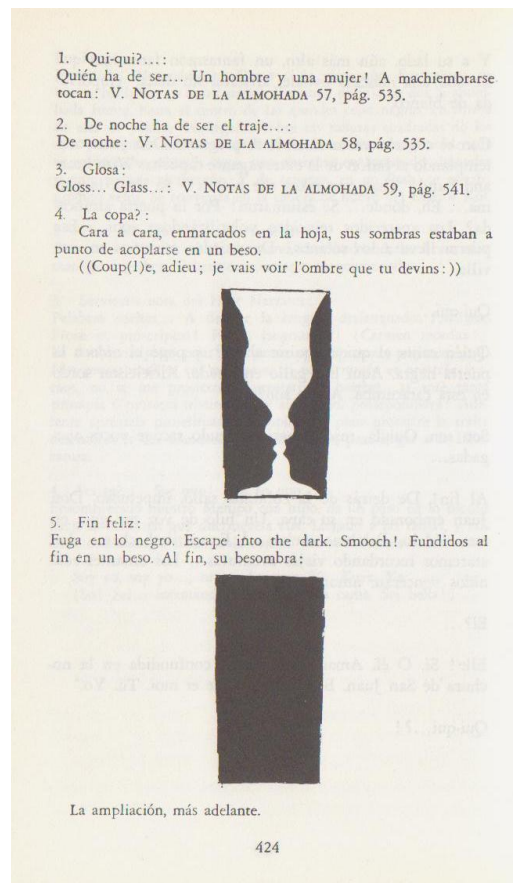 1. Qui-qui?...:
Quién ha de ser... Un hombre y una mujer! A machiembrarse
tocan: V. NOTAS DE LA ALMOHADA 57, pág. 535.
2. De noche ha de ser el traje...:
De noche: V. NOTAS DE LA ALMOHADA 58, pág. 535.
3. Glosa:
Gloss... Glass...: V. NOTAS DE LA ALMOHADA 59, pág. 541.
4. La copa?:
Cara a cara, enmarcados en la hoja, sus sombras estaban a
punto de acoplarse en un beso.
((Coup(l)e, adieu; je vais voir l'ombre que tu devins:))
5. Fin feliz:
Fuga en lo negro. Escape into the dark. Smooch! Fundidos al
fin en un beso. Al fin, su besombra:
La ampliación, más adelante.
424